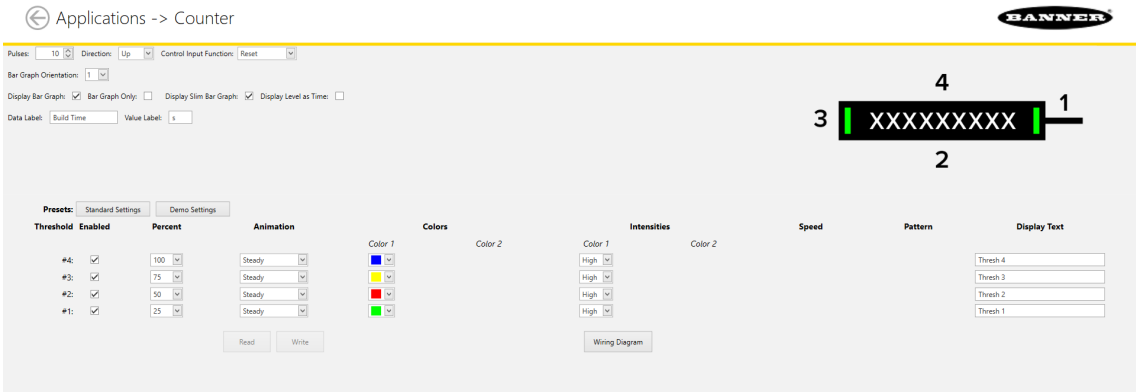 Applications -> Counter
BANNER
Pulses: 10 Direction: Up Control Input Function: Reset
Bar Graph Orientation: 1
Display Bar Graph: Bar Graph Only: Display Slim Bar Graph: Display Level as Time:
Data Label: Build Time Value Label: s
4
3 XXXXXXXXX 1
2
Presets: Standard Settings Demo Settings
Threshold Enabled Percent Animation Colors Intensities Speed Pattern Display Text
Color 1 Color 2 Color 1 Color 2
#4: 100 Steady High Thresh 4
#3: 75 Steady High Thresh 3
#2: 50 Steady High Thresh 2
#1: 25 Steady High Thresh 1
Read Write Wiring Diagram